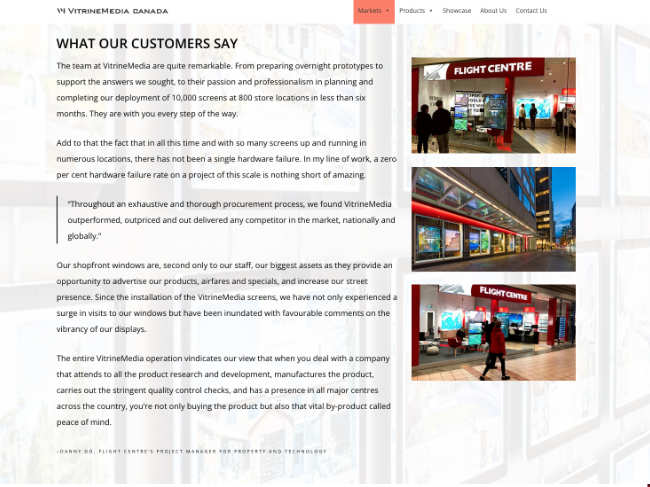 VITRINEMEDIA CANADA
Markets Products Showcase About Us Contact Us
WHAT OUR CUSTOMERS SAY
The team at VitrineMedia are quite remarkable. From preparing overnight prototypes to
support the answers we sought, to their passion and professionalism in planning and
completing our deployment of 10,000 screens at 800 store locations in less than six
months. They are with you every step of the way.
Add to that the fact that in all this time and with so many screens up and running in
numerous locations, there has not been a single hardware failure. In my line of work, a zero
per cent hardware failure rate on a project of this scale is nothing short of amazing.
"Throughout an exhaustive and thorough procurement process, we found VitrineMedia
outperformed, outpriced and out delivered any competitor in the market, nationally and
globally."
Our shopfront windows are, second only to our staff, our biggest assets as they provide an
opportunity to advertise our products, airfares and specials, and increase our street
presence. Since the installation of the VitrineMedia screens, we have not only experienced a
surge in visits to our windows but have been inundated with favourable comments on the
vibrancy of our displays.
The entire VitrineMedia operation vindicates our view that when you deal with a company
that attends to all the product research and development, manufactures the product,
carries out the stringent quality control checks, and has a presence in all major centres
across the country, you're not only buying the product but also that vital by-product called
peace of mind.
-DANNY DO, FLIGHT CENTRE'S PROJECT MANAGER FOR PROPERTY AND TECHNOLOGY
FLIGHT CENTRE
FLIGHT CENTRE